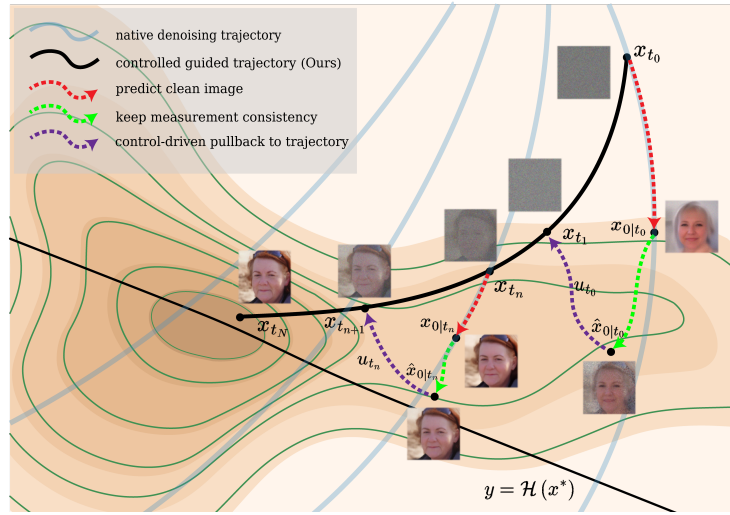 native denoising trajectory
controlled guided trajectory (Ours)
predict clean image
keep measurement consistency
control-driven pullback to trajectory
x_{t_0}
x_{0|t_0}
x_{t_1}
x_{t_n}
u_{t_0}
x_{t_N}
x_{t_{n+1}}
x_{0|t_n}
x̂_{0|t_0}
u_{t_n}
x̂_{0|t_n}
y = \mathcal{H}(x^*)